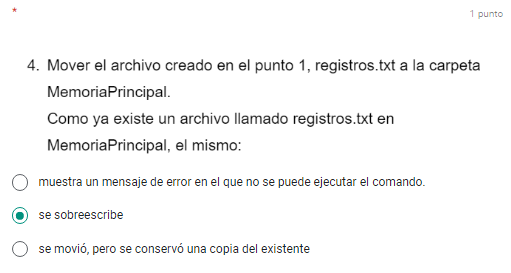 *
1 punto
4. Mover el archivo creado en el punto 1, registros.txt a la carpeta
MemoriaPrincipal.
Como ya existe un archivo llamado registros.txt en
MemoriaPrincipal, el mismo:
muestra un mensaje de error en el que no se puede ejecutar el comando.
se sobreescribe
se movió, pero se conservó una copia del existente